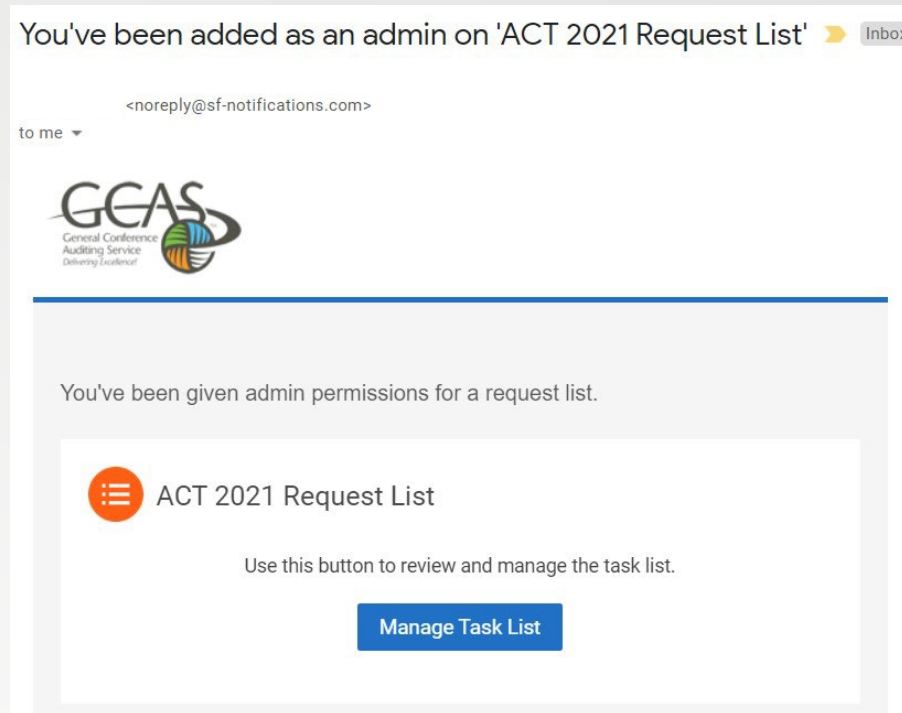 You've been added as an admin on 'ACT 2021 Request List'
Inbox
<noreply@sf-notifications.com>
to me
GCAS
General Conference
Auditing Service
Delivering Excellence!
You've been given admin permissions for a request list.
ACT 2021 Request List
Use this button to review and manage the task list.
Manage Task List